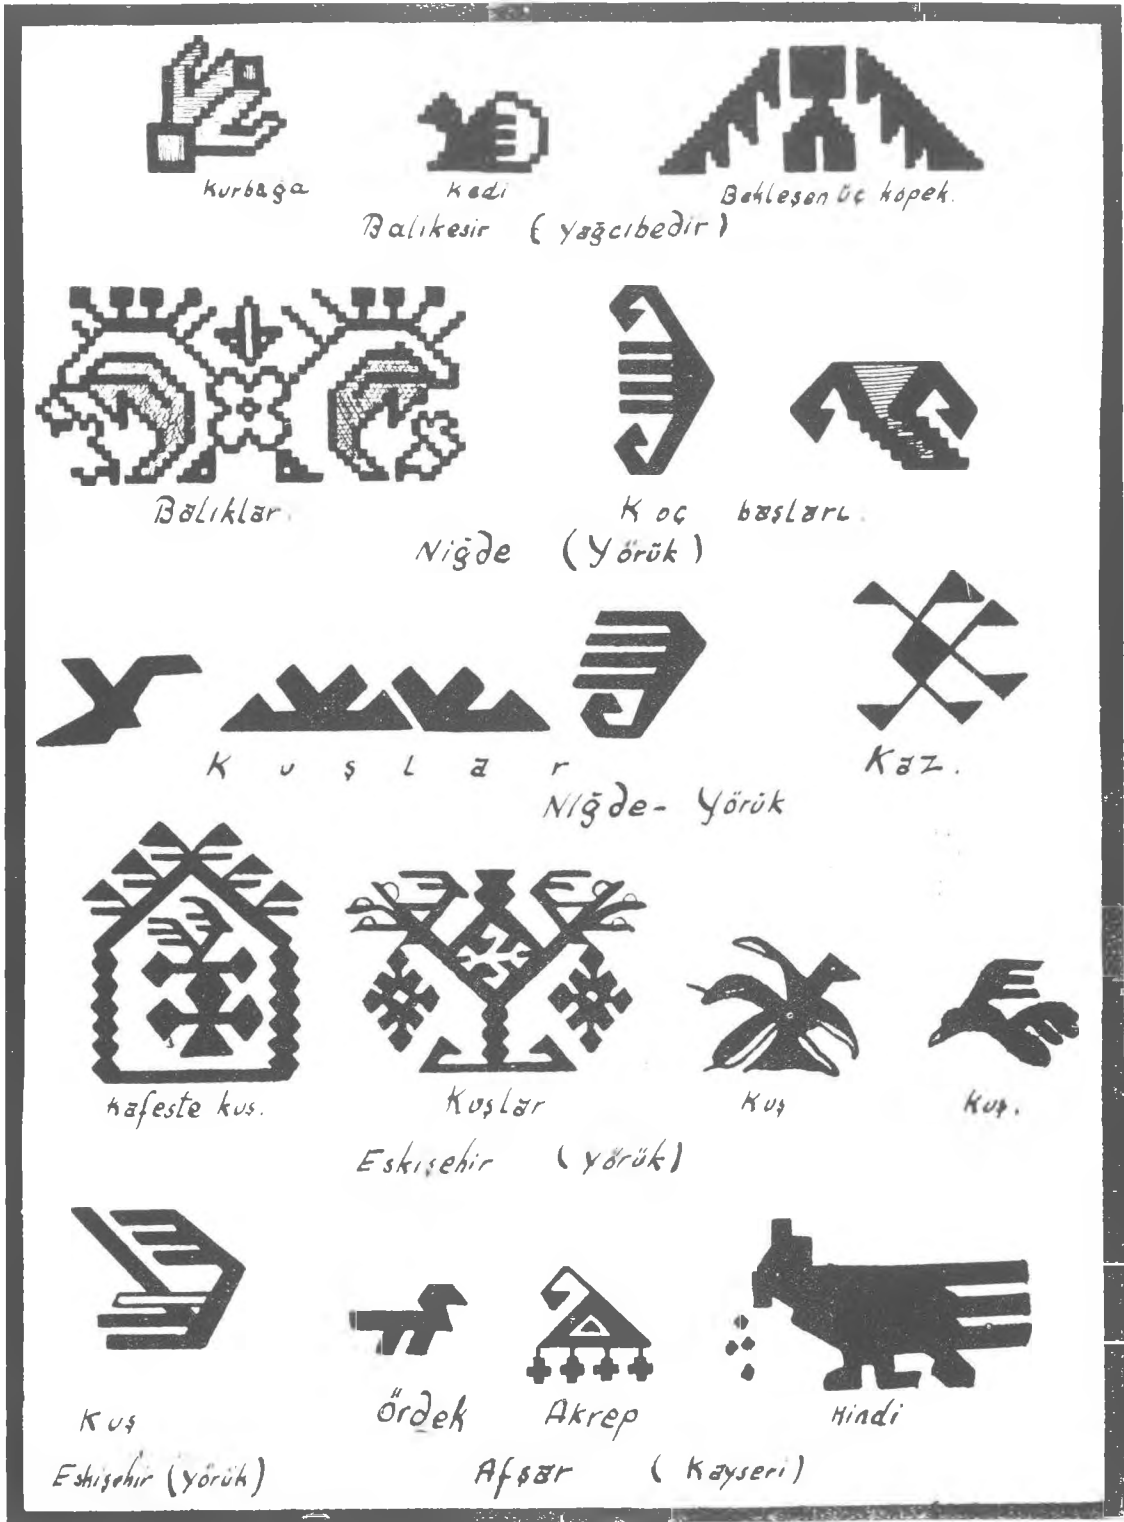 Kurbağa Kedi Bekleşen üç köpek.
Balıkesir (Yağcıbedir)
Balıklar. Koç başları.
Niğde (Yörük)
Kuşlar Kaz.
Niğde - Yörük
Kafeste kuş. Kuşlar Kuş Kuş.
Eskişehir (Yörük)
Kuş Ördek Akrep Hindi
Eskişehir (Yörük) Afşar (Kayseri)